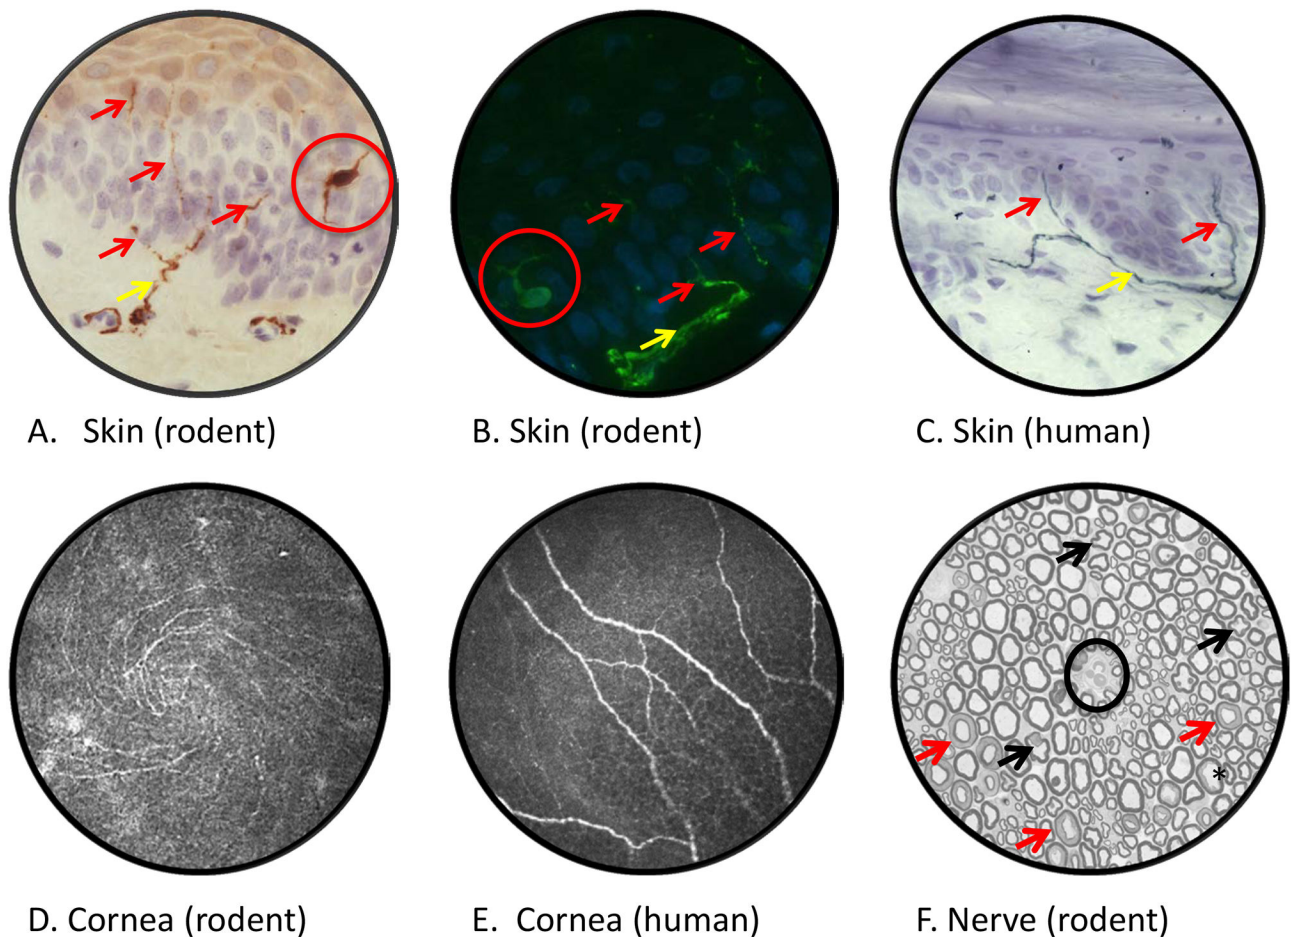 A. Skin (rodent)
B. Skin (rodent)
C. Skin (human)
*
D. Cornea (rodent)
E. Cornea (human)
F. Nerve (rodent)